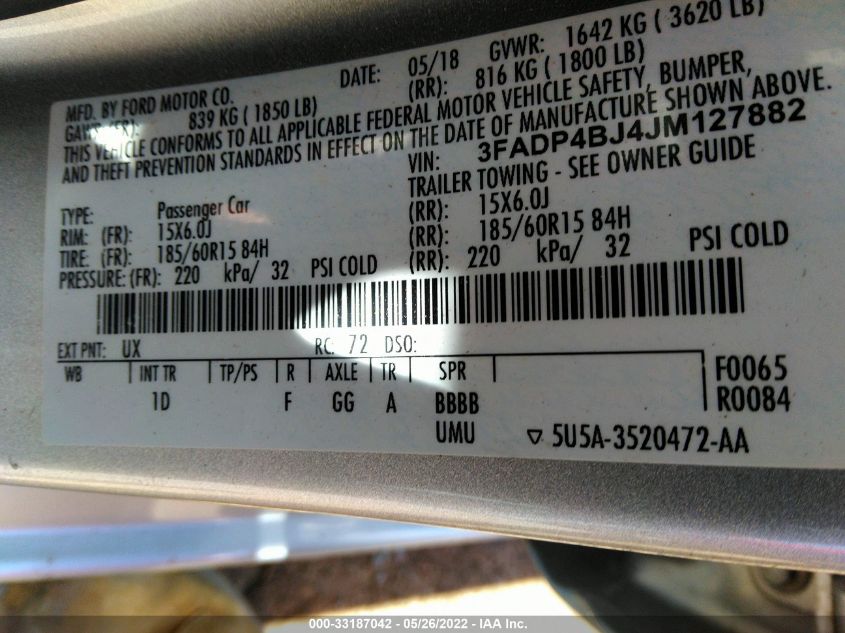 MFD. BY FORD MOTOR CO. DATE: 05/18 GVWR: 1642 KG ( 3620 LB)
GAWR (FR): 839 KG ( 1850 LB) (RR): 816 KG ( 1800 LB)
THIS VEHICLE CONFORMS TO ALL APPLICABLE FEDERAL MOTOR VEHICLE SAFETY, BUMPER,
AND THEFT PREVENTION STANDARDS IN EFFECT ON THE DATE OF MANUFACTURE SHOWN ABOVE.
VIN: 3FADP4BJ4JM127882
TYPE: Passenger Car TRAILER TOWING - SEE OWNER GUIDE
RIM: (FR): 15X6.0J (RR): 15X6.0J
TIRE: (FR): 185/60R15 84H (RR): 185/60R15 84H
PRESSURE: (FR): 220 kPa/ 32 PSI COLD (RR): 220 kPa/ 32 PSI COLD
EXT PNT: UX RC: 72 DSO:
WB INT TR TP/PS R AXLE TR SPR F0065
1D F GG A BBBB R0084
UMU ▽ 5U5A-3520472-AA
000-33187042 - 05/26/2022 - IAA Inc.